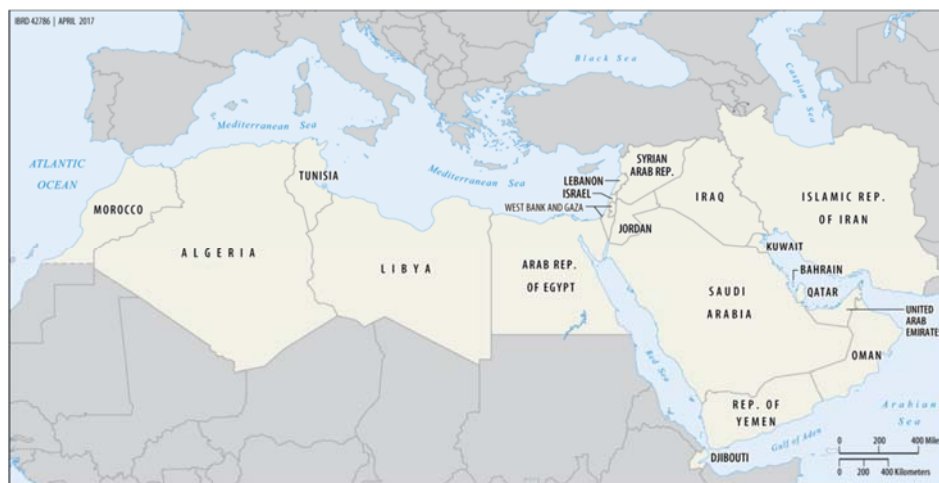 IBRD 42786 | APRIL 2017
Black Sea
Caspian
Sea
Mediterranean Sea
ATLANTIC
OCEAN
TUNISIA
Mediterranean Sea
SYRIAN
ARAB REP.
LEBANON
ISRAEL
WEST BANK AND GAZA
IRAQ
ISLAMIC REP.
OF IRAN
MOROCCO
JORDAN
ALGERIA
LIBYA
ARAB REP.
OF EGYPT
KUWAIT
BAHRAIN
QATAR
SAUDI
ARABIA
UNITED
ARAB
EMIRATE
OMAN
Red Sea
REP. OF
YEMEN
Arabian
Sea
Gulf of Aden
DJIBOUTI
0 200 400 Mile
0 200 400 Kilometers